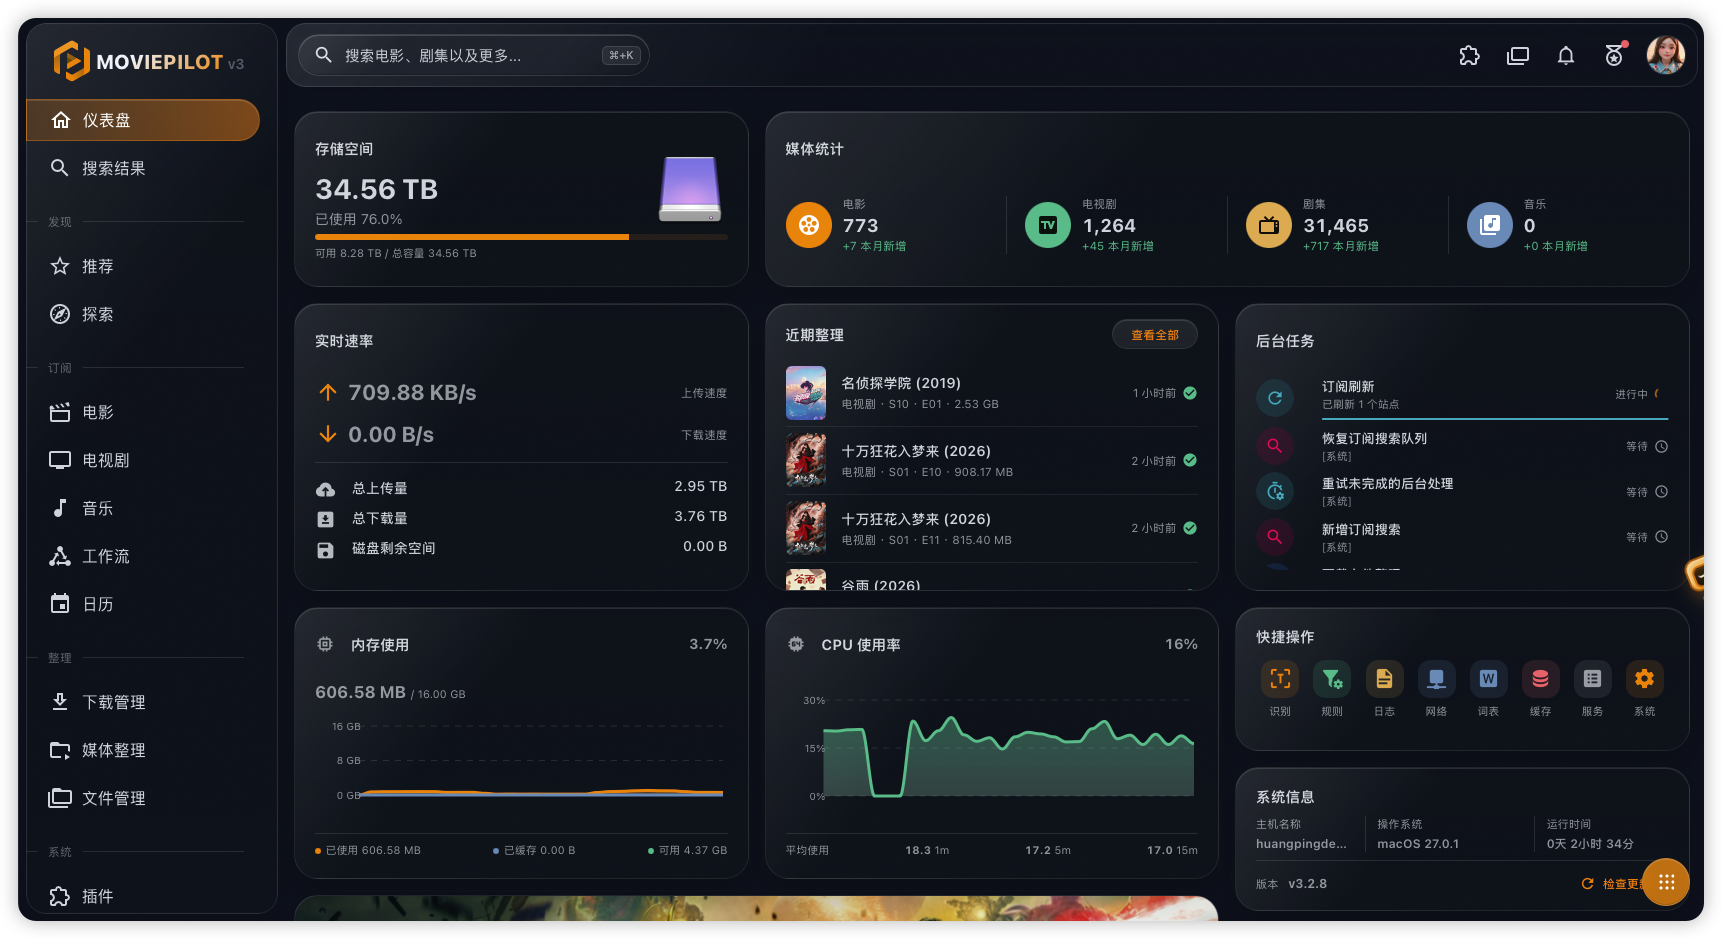 MOVIEPILOT v3
仪表盘
搜索结果
发现
推荐
探索
订阅
电影
电视剧
音乐
工作流
日历
整理
下载管理
媒体整理
文件管理
系统
插件
搜索电影、剧集以及更多...
⌘+K
存储空间
34.56 TB
已使用 76.0%
可用 8.28 TB / 总容量 34.56 TB
媒体统计
电影
773
+7 本月新增
电视剧
1,264
+45 本月新增
剧集
31,465
+717 本月新增
音乐
0
+0 本月新增
实时速率
709.88 KB/s 上传速度
0.00 B/s 下载速度
总上传量 2.95 TB
总下载量 3.76 TB
磁盘剩余空间 0.00 B
近期整理 查看全部
名侦探学院 (2019)
电视剧 · S10 · E01 · 2.53 GB
1 小时前
十万狂花入梦来 (2026)
电视剧 · S01 · E10 · 908.17 MB
2 小时前
十万狂花入梦来 (2026)
电视剧 · S01 · E11 · 815.40 MB
2 小时前
谷雨 (2026)
后台任务
订阅刷新
已刷新 1 个站点
进行中
恢复订阅搜索队列
[系统]
等待
重试未完成的后台处理
[系统]
等待
新增订阅搜索
[系统]
等待
内存使用 3.7%
606.58 MB / 16.00 GB
16 GB
8 GB
0 GB
已使用 606.58 MB 已缓存 0.00 B 可用 4.37 GB
CPU 使用率 16%
30%
15%
0%
平均使用 18.3 1m 17.2 5m 17.0 15m
快捷操作
识别 规则 日志 网络 词表 缓存 服务 系统
系统信息
主机名称
huangpingde...
操作系统
macOS 27.0.1
运行时间
0天 2小时 34分
版本 v3.2.8
检查更